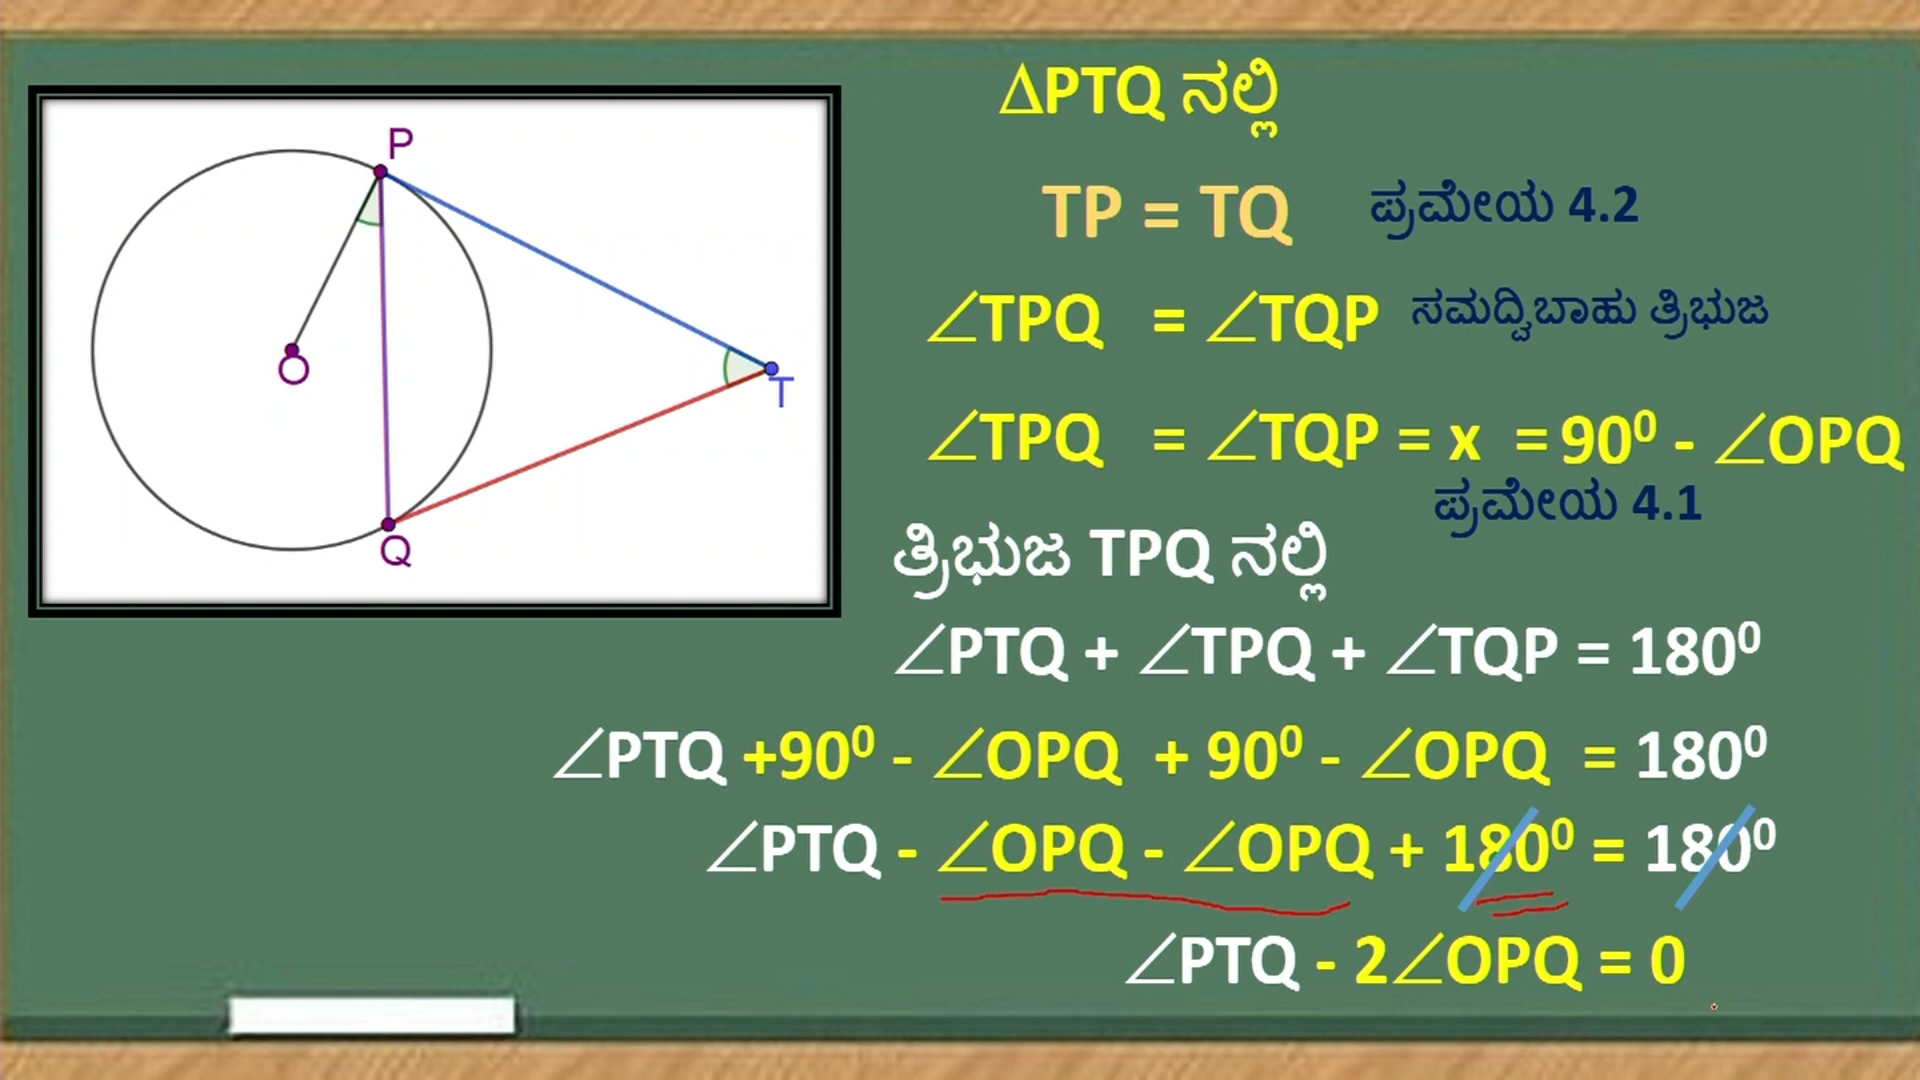 P
O
T
Q
∆PTQ ನಲ್ಲಿ
TP = TQ ಪ್ರಮೇಯ 4.2
∠TPQ = ∠TQP ಸಮದ್ವಿಬಾಹು ತ್ರಿಭುಜ
∠TPQ = ∠TQP = x = 90⁰ - ∠OPQ
ಪ್ರಮೇಯ 4.1
ತ್ರಿಭುಜ TPQ ನಲ್ಲಿ
∠PTQ + ∠TPQ + ∠TQP = 180⁰
∠PTQ +90⁰ - ∠OPQ + 90⁰ - ∠OPQ = 180⁰
∠PTQ - ∠OPQ - ∠OPQ + 180⁰ = 180⁰
∠PTQ - 2∠OPQ = 0